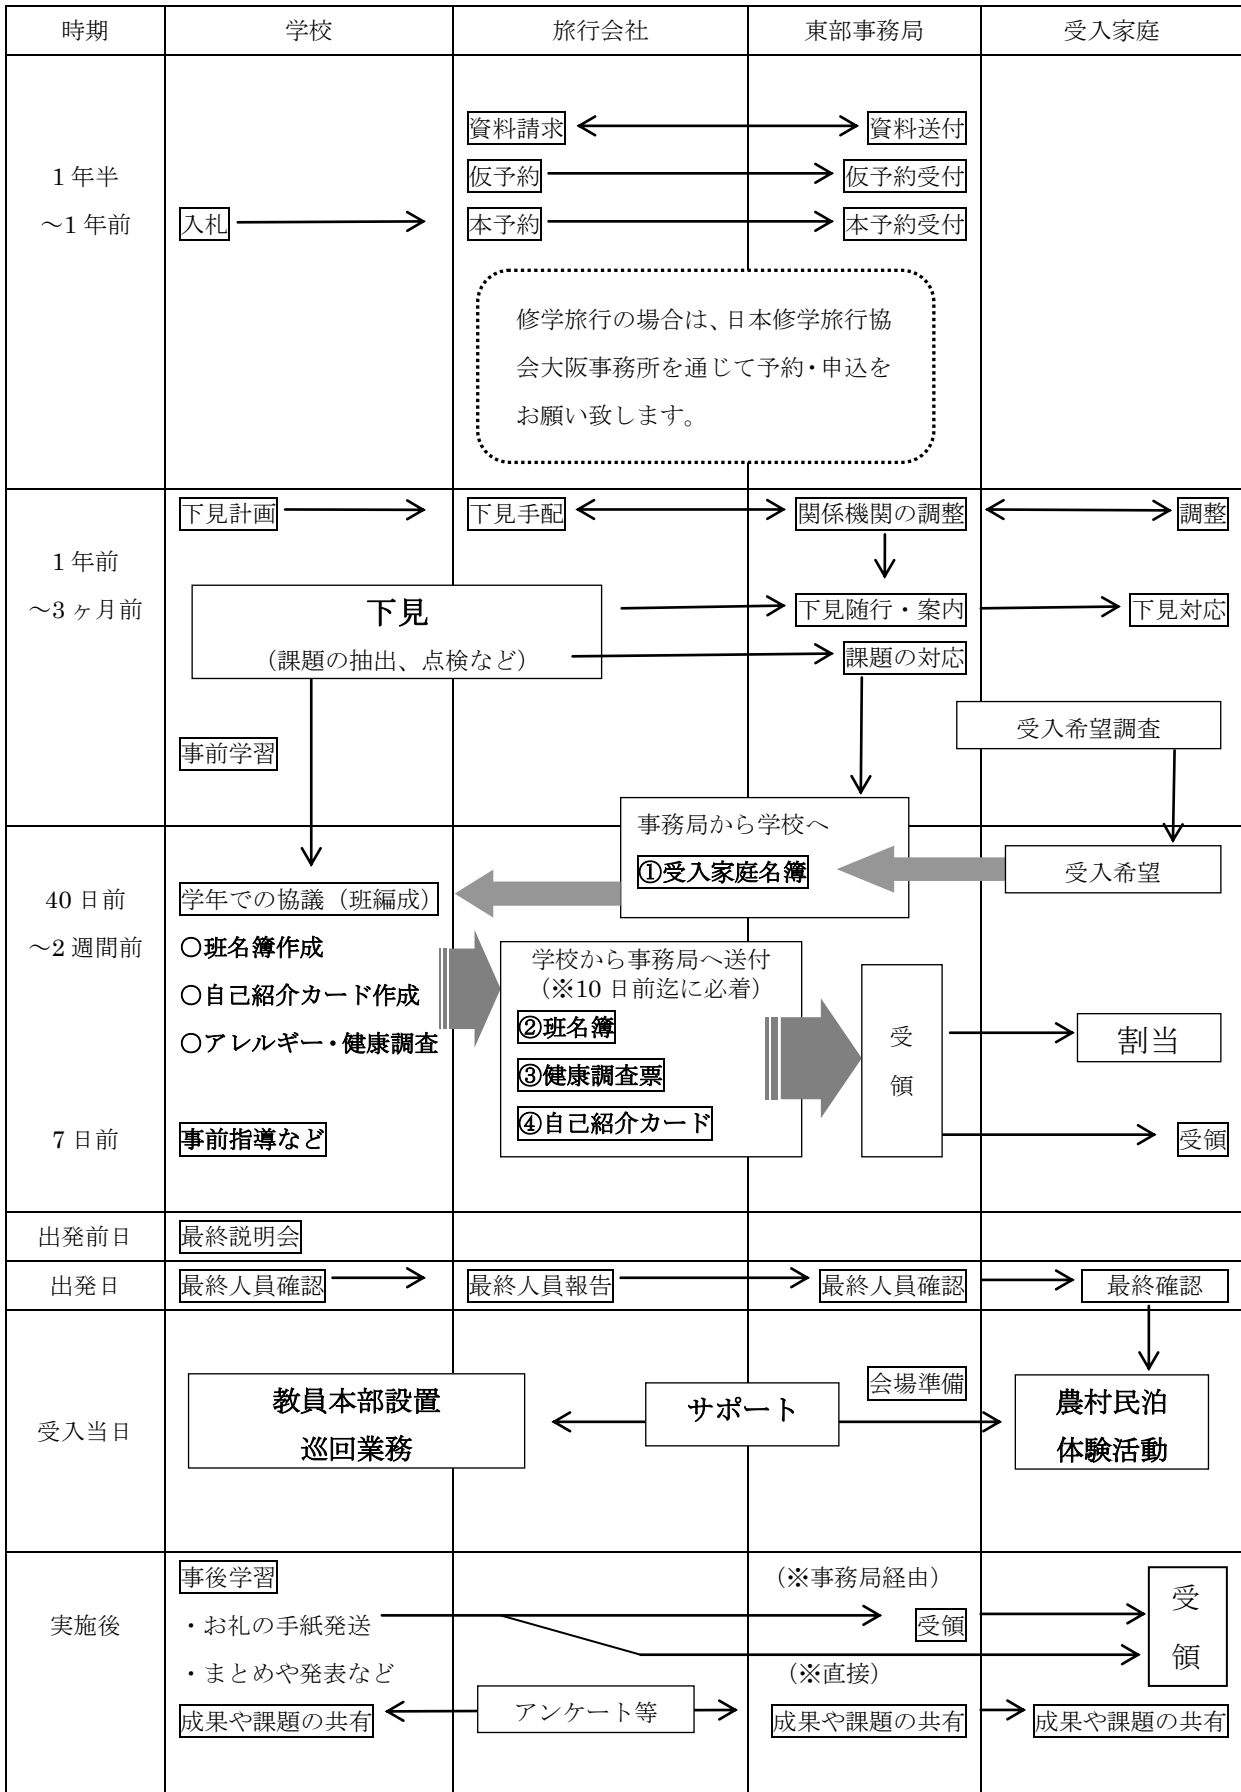 時期 学校 旅行会社 東部事務局 受入家庭
資料請求 資料送付
1年半 仮予約 仮予約受付
～1年前 入札 本予約 本予約受付
修学旅行の場合は、日本修学旅行協
会大阪事務所を通じて予約・申込を
お願い致します。
下見計画 下見手配 関係機関の調整 調整
1年前
～3ヶ月前 下見 下見随行・案内 下見対応
（課題の抽出、点検など） 課題の対応
受入希望調査
事前学習
事務局から学校へ
①受入家庭名簿 受入希望
40日前 学年での協議（班編成）
～2週間前 〇班名簿作成 学校から事務局へ送付
〇自己紹介カード作成 （※10日前迄に必着）
〇アレルギー・健康調査 ②班名簿 受領 割当
③健康調査票
④自己紹介カード
7日前 事前指導など 受領
出発前日 最終説明会
出発日 最終人員確認 最終人員報告 最終人員確認 最終確認
会場準備
教員本部設置 サポート 農村民泊
受入当日 巡回業務 体験活動
事後学習 （※事務局経由） 受領
実施後 ・お礼の手紙発送 受領
・まとめや発表など （※直接）
成果や課題の共有 アンケート等 成果や課題の共有 成果や課題の共有